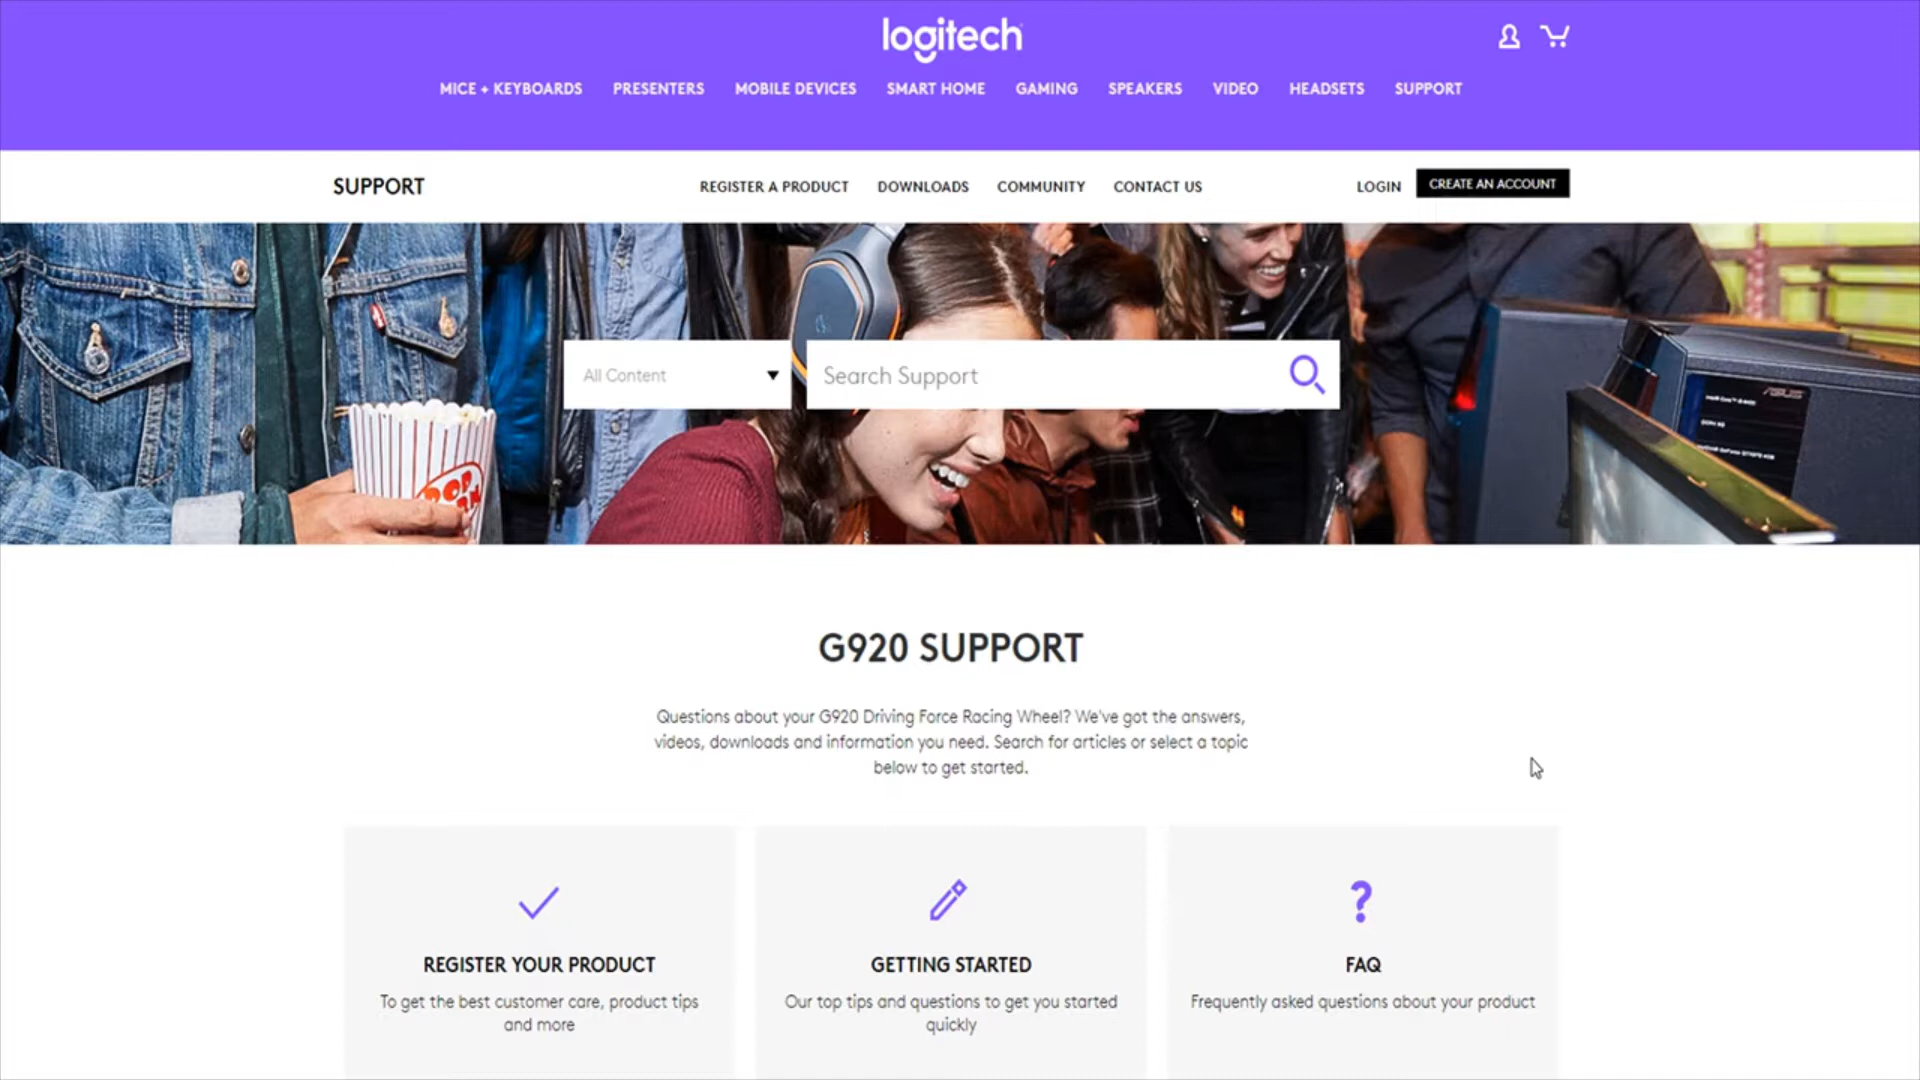 logitech
MICE + KEYBOARDS PRESENTERS MOBILE DEVICES SMART HOME GAMING SPEAKERS VIDEO HEADSETS SUPPORT
SUPPORT REGISTER A PRODUCT DOWNLOADS COMMUNITY CONTACT US LOGIN CREATE AN ACCOUNT
All Content Search Support
ASUS
POP
G920 SUPPORT
Questions about your G920 Driving Force Racing Wheel? We've got the answers,
videos, downloads and information you need. Search for articles or select a topic
below to get started.
REGISTER YOUR PRODUCT GETTING STARTED FAQ
To get the best customer care, product tips Our top tips and questions to get you started Frequently asked questions about your product
and more quickly